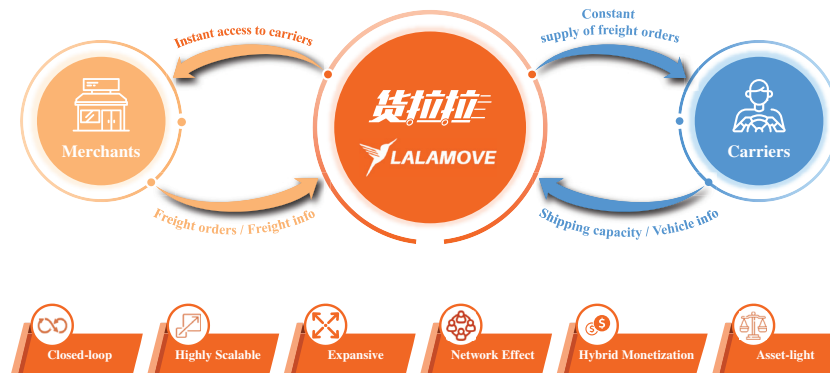 Instant access to carriers
Constant
supply of freight orders
货拉拉
LALAMOVE
Merchants
Carriers
Freight orders / Freight info
Shipping capacity / Vehicle info
Closed-loop
Highly Scalable
Expansive
Network Effect
Hybrid Monetization
Asset-light